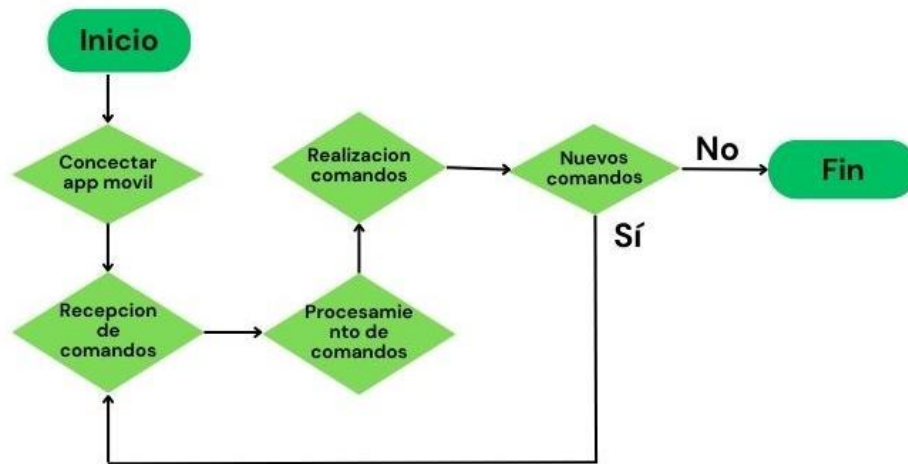 Inicio
Concectar
app movil
Recepcion
de
comandos
Procesamie
nto de
comandos
Realizacion
comandos
Nuevos
comandos
No
Fin
Sí